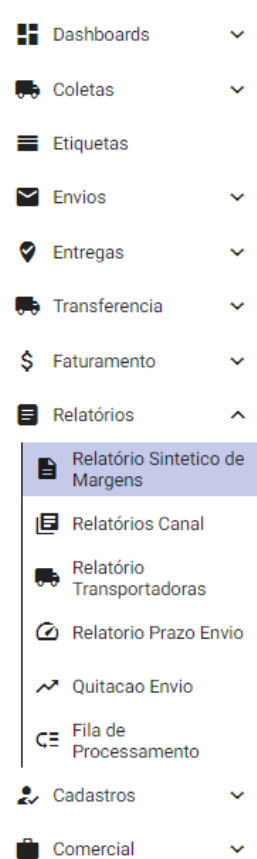 Dashboards
Coletas
Etiquetas
Envios
Entregas
Transferencia
Faturamento
Relatórios
Relatório Sintetico de
Margens
Relatórios Canal
Relatório
Transportadoras
Relatorio Prazo Envio
Quitacao Envio
Fila de
Processamento
Cadastros
Comercial